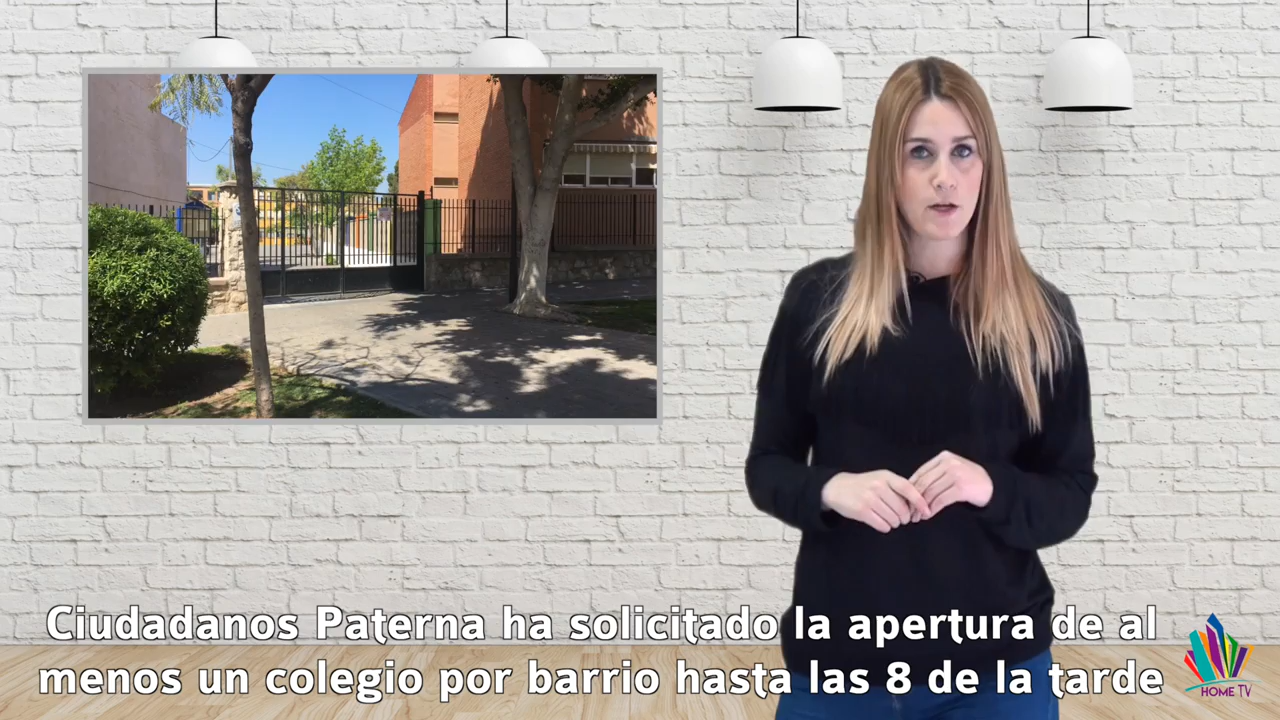 Ciudadanos Paterna ha solicitado la apertura de al
menos un colegio por barrio hasta las 8 de la tarde
HOME TV